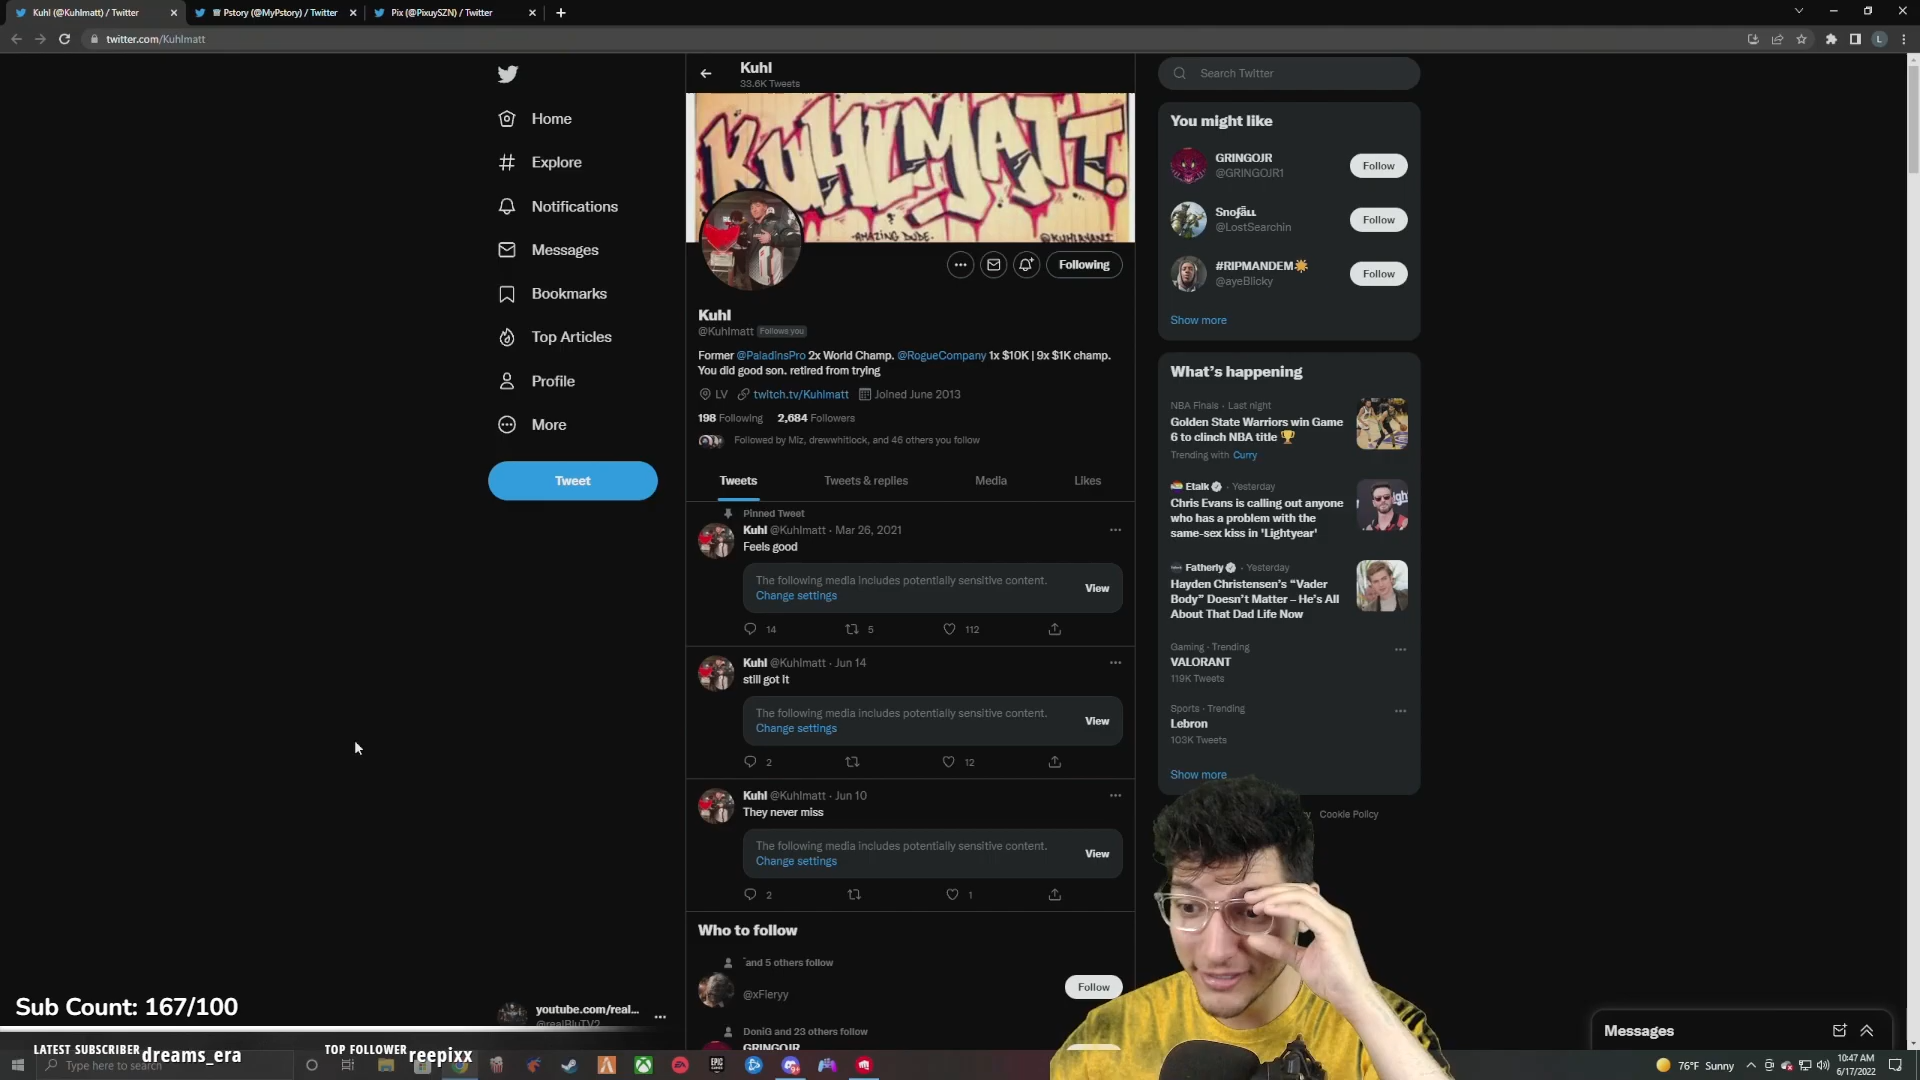 Kuhl (@Kuhlmatt) / Twitter
Pstory (@MyPstory) / Twitter
Pix (@PixuySZN) / Twitter
twitter.com/Kuhlmatt
Home
Explore
Notifications
Messages
Bookmarks
Top Articles
Profile
More
Tweet
youtube.com/real...
@realBluTV2
Kuhl
33.6K Tweets
KUHLMATT.
-AMAZING DUDE-
Following
Kuhl
@Kuhlmatt Follows you
Former @PaladinsPro 2x World Champ. @RogueCompany 1x $10K | 9x $1K champ.
You did good son. retired from trying
LV twitch.tv/Kuhlmatt Joined June 2013
198 Following 2,684 Followers
Followed by Miz, drewwhitlock, and 46 others you follow
Tweets Tweets & replies Media Likes
Pinned Tweet
Kuhl @Kuhlmatt · Mar 26, 2021
Feels good
The following media includes potentially sensitive content.
Change settings
View
14 5 112
Kuhl @Kuhlmatt · Jun 14
still got it
The following media includes potentially sensitive content.
Change settings
View
2 12
Kuhl @Kuhlmatt · Jun 10
They never miss
The following media includes potentially sensitive content.
Change settings
View
2 1
Who to follow
and 5 others follow
@xFleryy
Follow
DoniG and 23 others follow
GRINGOJR
Search Twitter
You might like
GRINGOJR
@GRINGOJR1
Follow
@LostSearchin
Follow
#RIPMANDEM
@ayeBlicky
Follow
Show more
What's happening
NBA Finals · Last night
Golden State Warriors win Game
6 to clinch NBA title
Trending with Curry
Etalk · Yesterday
Chris Evans is calling out anyone
who has a problem with the
same-sex kiss in 'Lightyear'
Fatherly · Yesterday
Hayden Christensen's “Vader
Body” Doesn't Matter – He's All
About That Dad Life Now
Gaming · Trending
VALORANT
119K Tweets
Sports · Trending
Lebron
103K Tweets
Show more
Cookie Policy
Messages
Sub Count: 167/100
LATEST SUBSCRIBER dreams_era
TOP FOLLOWER reepixx
Type here to search
76°F Sunny
10:47 AM
6/17/2022